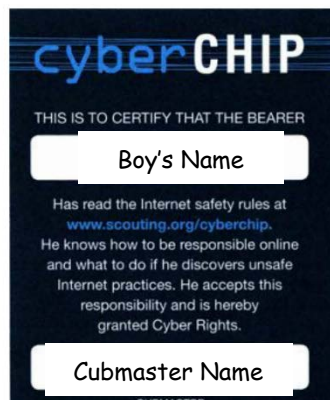 cyber CHIP
THIS IS TO CERTIFY THAT THE BEARER
Boy's Name
Has read the Internet safety rules at
www.scouting.org/cyberchip.
He knows how to be responsible online
and what to do if he discovers unsafe
Internet practices. He accepts this
responsibility and is hereby
granted Cyber Rights.
Cubmaster Name